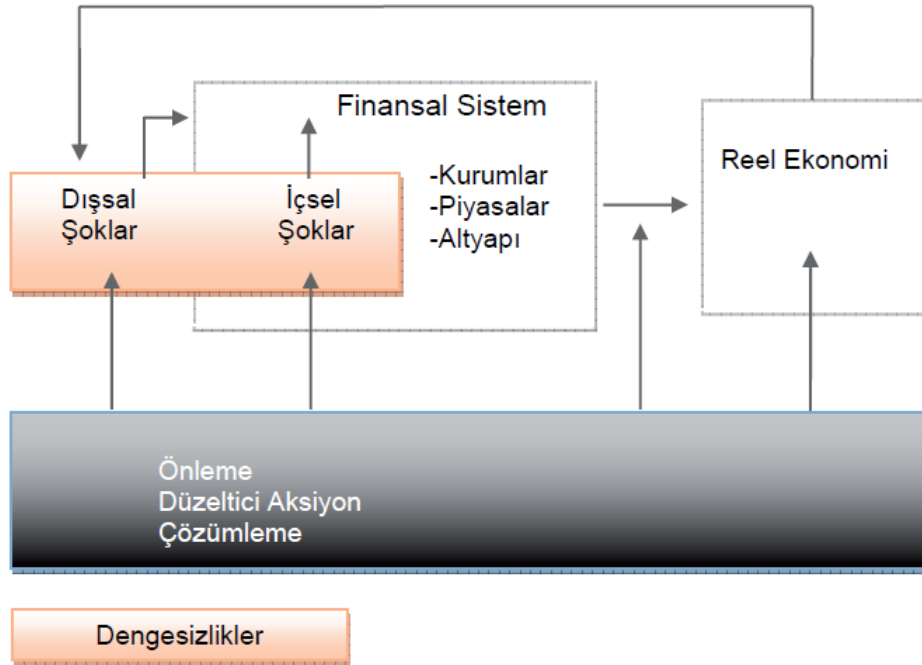 Finansal Sistem
Reel Ekonomi
Dışsal
Şoklar
İçsel
Şoklar
-Kurumlar
-Piyasalar
-Altyapı
Önleme
Düzeltici Aksiyon
Çözümleme
Dengesizlikler